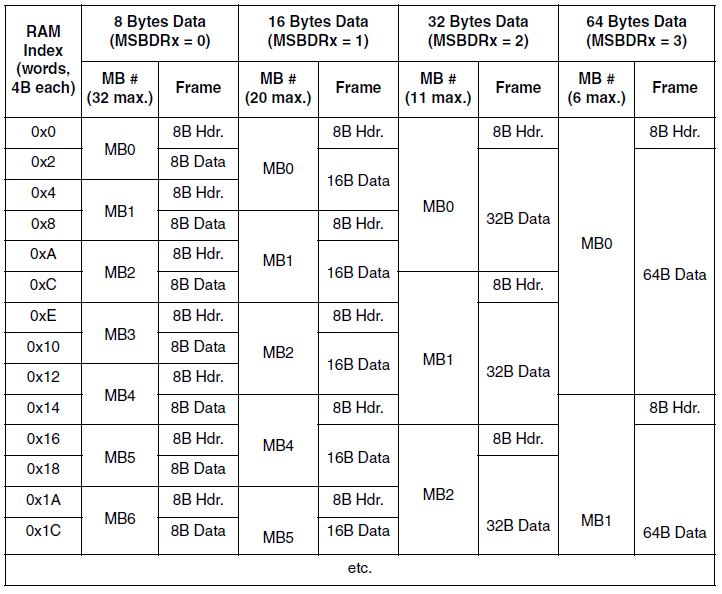 RAM Index (words, 4B each) | 8 Bytes Data (MSBDRx = 0) | 16 Bytes Data (MSBDRx = 1) | 32 Bytes Data (MSBDRx = 2) | 64 Bytes Data (MSBDRx = 3)
MB # (32 max.) | Frame | MB # (20 max.) | Frame | MB # (11 max.) | Frame | MB # (6 max.) | Frame
0x0 | MB0 | 8B Hdr. | MB0 | 8B Hdr. | MB0 | 8B Hdr. | MB0 | 8B Hdr.
0x2 | 8B Data | 16B Data | 32B Data | 64B Data
0x4 | MB1 | 8B Hdr.
0x8 | 8B Data | MB1 | 8B Hdr.
0xA | MB2 | 8B Hdr. | 16B Data
0xC | 8B Data | MB1 | 8B Hdr.
0xE | MB3 | 8B Hdr. | MB2 | 8B Hdr. | 32B Data
0x10 | 8B Data | 16B Data
0x12 | MB4 | 8B Hdr.
0x14 | 8B Data | MB4 | 8B Hdr. | MB1 | 8B Hdr.
0x16 | MB5 | 8B Hdr. | 16B Data | MB2 | 8B Hdr. | 64B Data
0x18 | 8B Data | 32B Data
0x1A | MB6 | 8B Hdr. | MB5 | 8B Hdr.
0x1C | 8B Data | 16B Data
etc.